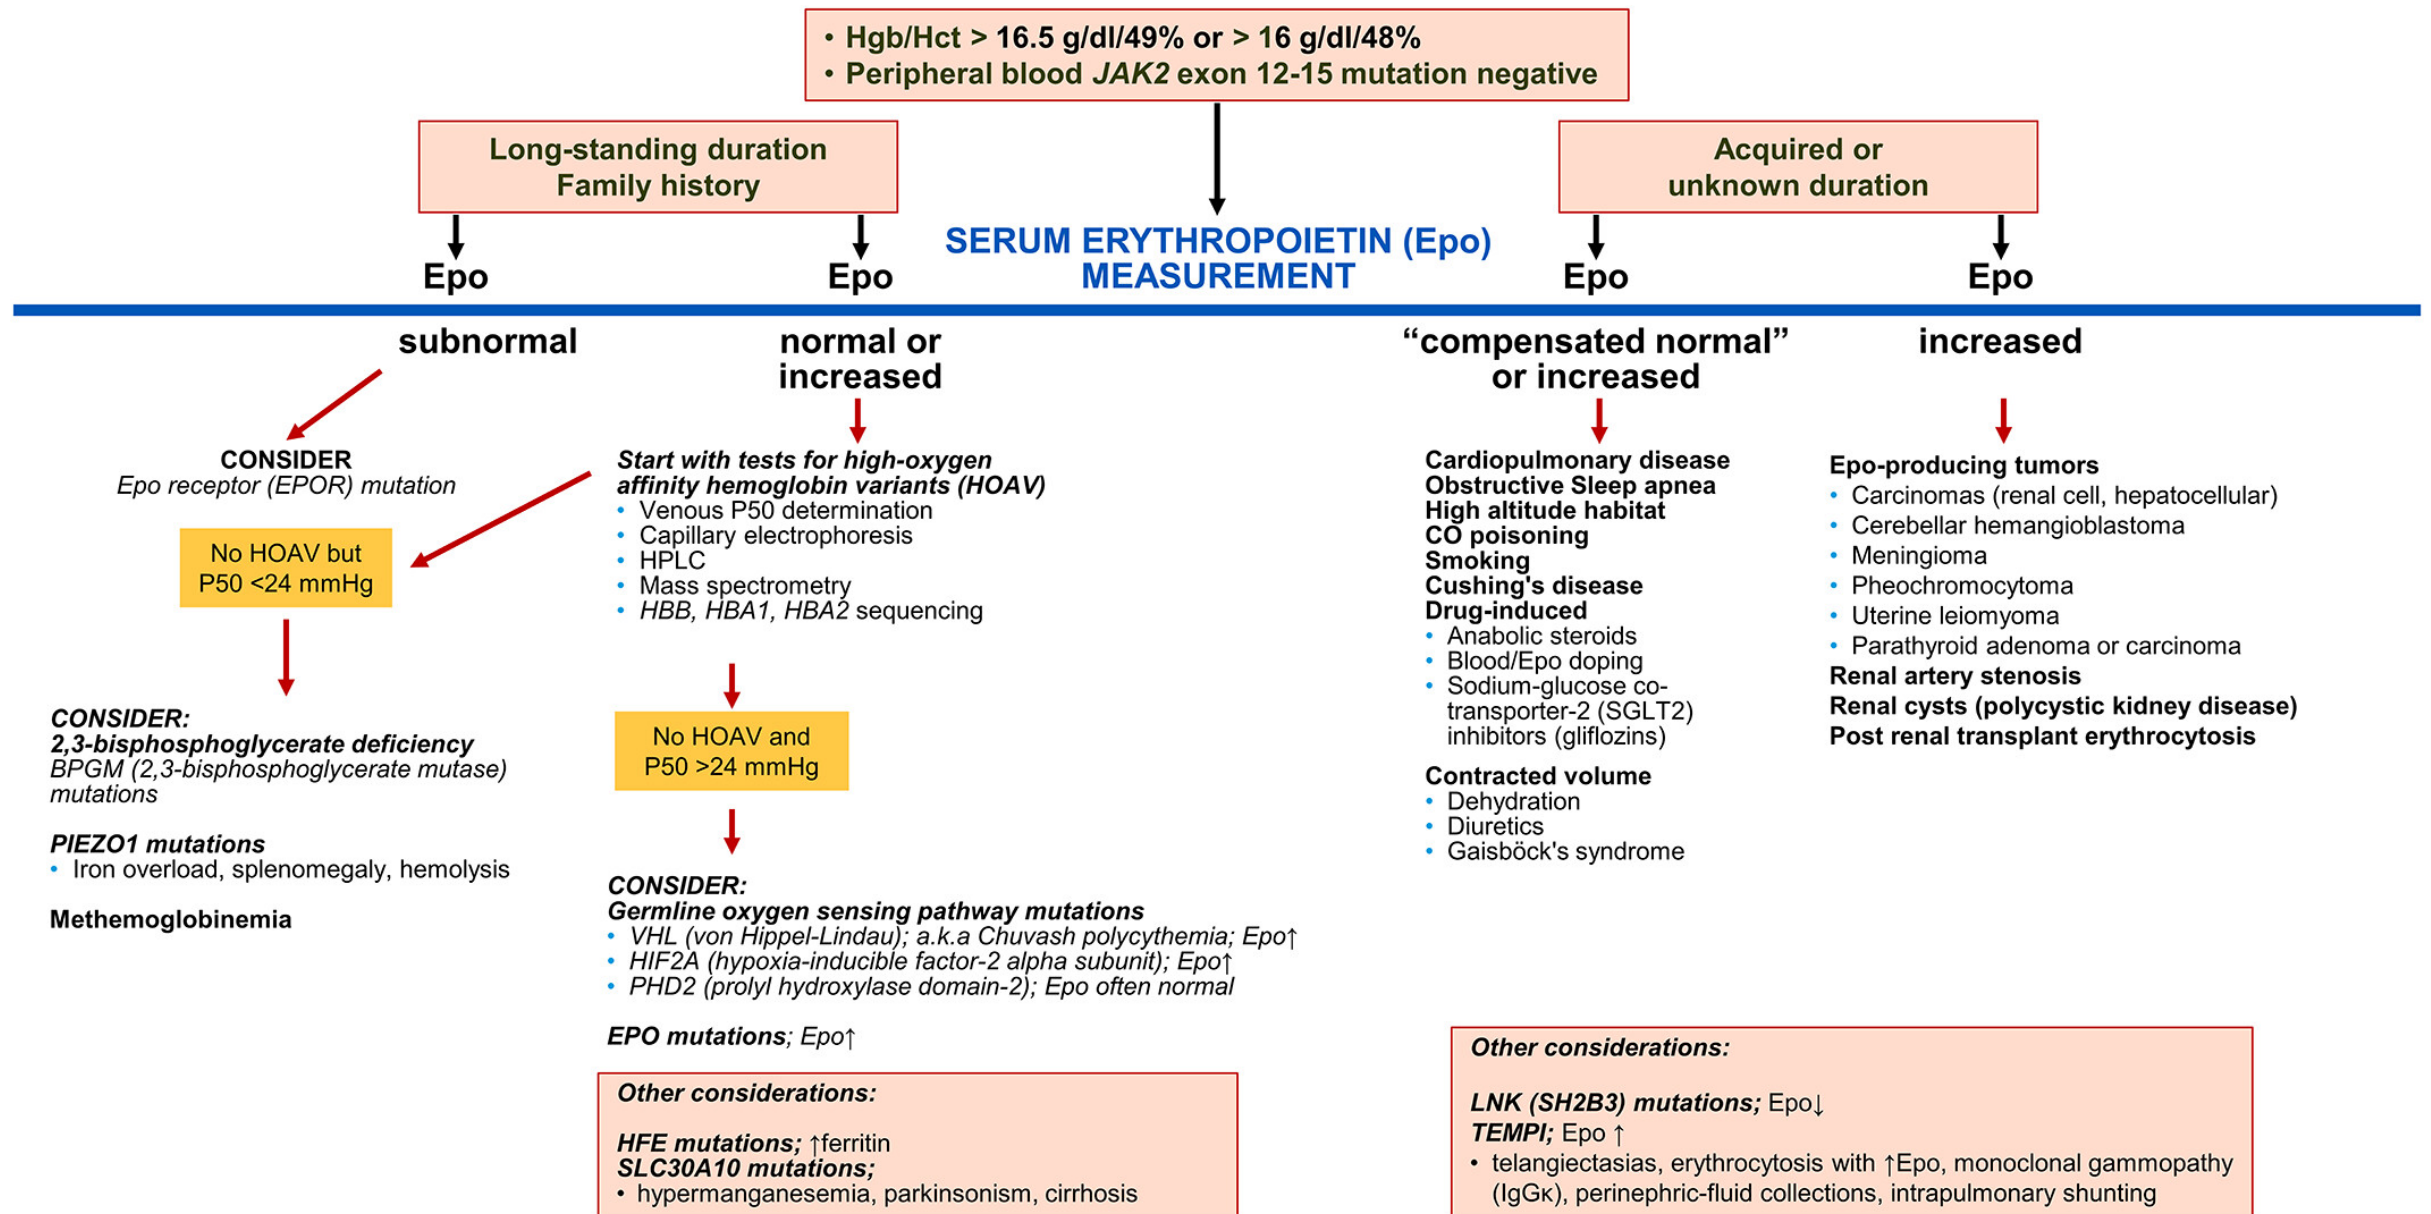 • Hgb/Hct > 16.5 g/dl/49% or > 16 g/dl/48%
• Peripheral blood JAK2 exon 12-15 mutation negative
Long-standing duration
Family history
Acquired or
unknown duration
SERUM ERYTHROPOIETIN (Epo)
MEASUREMENT
Epo
Epo
Epo
Epo
subnormal
normal or
increased
“compensated normal”
or increased
increased
CONSIDER
Epo receptor (EPOR) mutation
No HOAV but
P50 <24 mmHg
CONSIDER:
2,3-bisphosphoglycerate deficiency
BPGM (2,3-bisphosphoglycerate mutase)
mutations
PIEZO1 mutations
• Iron overload, splenomegaly, hemolysis
Methemoglobinemia
Start with tests for high-oxygen
affinity hemoglobin variants (HOAV)
• Venous P50 determination
• Capillary electrophoresis
• HPLC
• Mass spectrometry
• HBB, HBA1, HBA2 sequencing
No HOAV and
P50 >24 mmHg
CONSIDER:
Germline oxygen sensing pathway mutations
• VHL (von Hippel-Lindau); a.k.a Chuvash polycythemia; Epo↑
• HIF2A (hypoxia-inducible factor-2 alpha subunit); Epo↑
• PHD2 (prolyl hydroxylase domain-2); Epo often normal
EPO mutations; Epo↑
Other considerations:
HFE mutations; ↑ferritin
SLC30A10 mutations;
• hypermanganesemia, parkinsonism, cirrhosis
Cardiopulmonary disease
Obstructive Sleep apnea
High altitude habitat
CO poisoning
Smoking
Cushing's disease
Drug-induced
• Anabolic steroids
• Blood/Epo doping
• Sodium-glucose co-
transporter-2 (SGLT2)
inhibitors (gliflozins)
Contracted volume
• Dehydration
• Diuretics
• Gaisböck's syndrome
Epo-producing tumors
• Carcinomas (renal cell, hepatocellular)
• Cerebellar hemangioblastoma
• Meningioma
• Pheochromocytoma
• Uterine leiomyoma
• Parathyroid adenoma or carcinoma
Renal artery stenosis
Renal cysts (polycystic kidney disease)
Post renal transplant erythrocytosis
Other considerations:
LNK (SH2B3) mutations; Epo↓
TEMPI; Epo ↑
• telangiectasias, erythrocytosis with ↑Epo, monoclonal gammopathy
(IgGκ), perinephric-fluid collections, intrapulmonary shunting